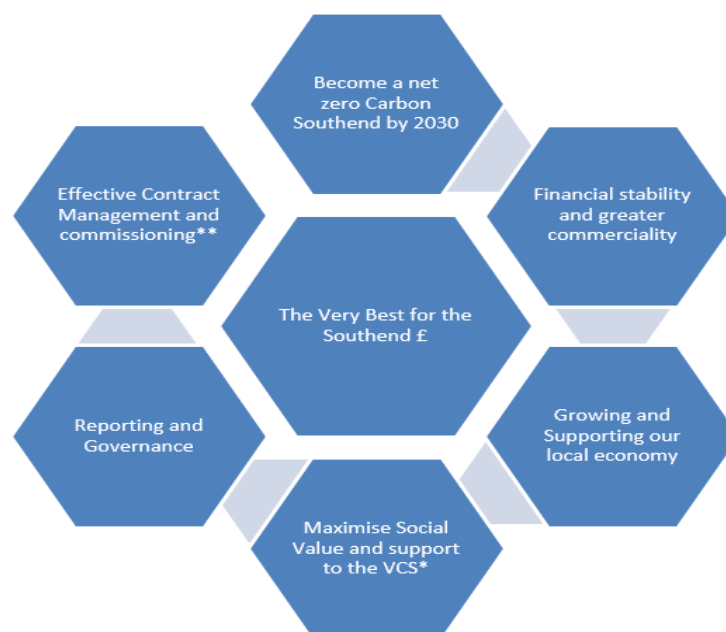 Become a net
zero Carbon
Southend by 2030
Effective Contract
Management and
commissioning**
Financial stability
and greater
commerciality
The Very Best for the
Southend £
Reporting and
Governance
Growing and
Supporting our
local economy
Maximise Social
Value and support
to the VCS*